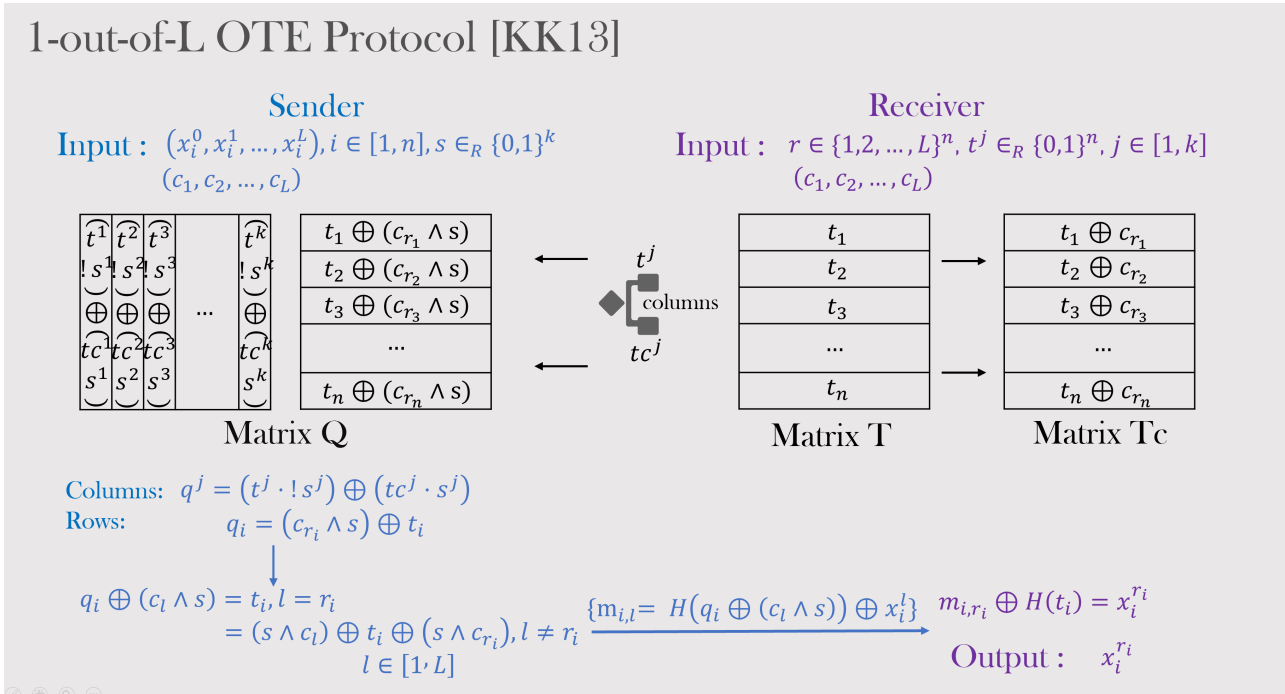 1-out-of-L OTE Protocol [KK13]
Sender
Input : (x_i^0, x_i^1, …, x_i^L), i ∈ [1, n], s ∈_R {0,1}^k
(c_1, c_2, …, c_L)
Receiver
Input : r ∈ {1,2, …, L}^n, t^j ∈_R {0,1}^n, j ∈ [1, k]
(c_1, c_2, …, c_L)
(t^1 (t^2 (t^3 (t^k
! s^1) ! s^2) ! s^3) ! s^k)
⊕ ⊕ ⊕ … ⊕
(tc^1 (tc^2 (tc^3 (tc^k
s^1) s^2) s^3) s^k)
t_1 ⊕ (c_{r_1} ∧ s)
t_2 ⊕ (c_{r_2} ∧ s)
t_3 ⊕ (c_{r_3} ∧ s)
…
t_n ⊕ (c_{r_n} ∧ s)
Matrix Q
t^j
columns
tc^j
t_1
t_2
t_3
…
t_n
Matrix T
t_1 ⊕ c_{r_1}
t_2 ⊕ c_{r_2}
t_3 ⊕ c_{r_3}
…
t_n ⊕ c_{r_n}
Matrix Tc
Columns: q^j = (t^j · ! s^j) ⊕ (tc^j · s^j)
Rows: q_i = (c_{r_i} ∧ s) ⊕ t_i
q_i ⊕ (c_l ∧ s) = t_i, l = r_i
= (s ∧ c_l) ⊕ t_i ⊕ (s ∧ c_{r_i}), l ≠ r_i
l ∈ [1, L]
{m_{i,l} = H(q_i ⊕ (c_l ∧ s)) ⊕ x_i^l}
m_{i,r_i} ⊕ H(t_i) = x_i^{r_i}
Output : x_i^{r_i}